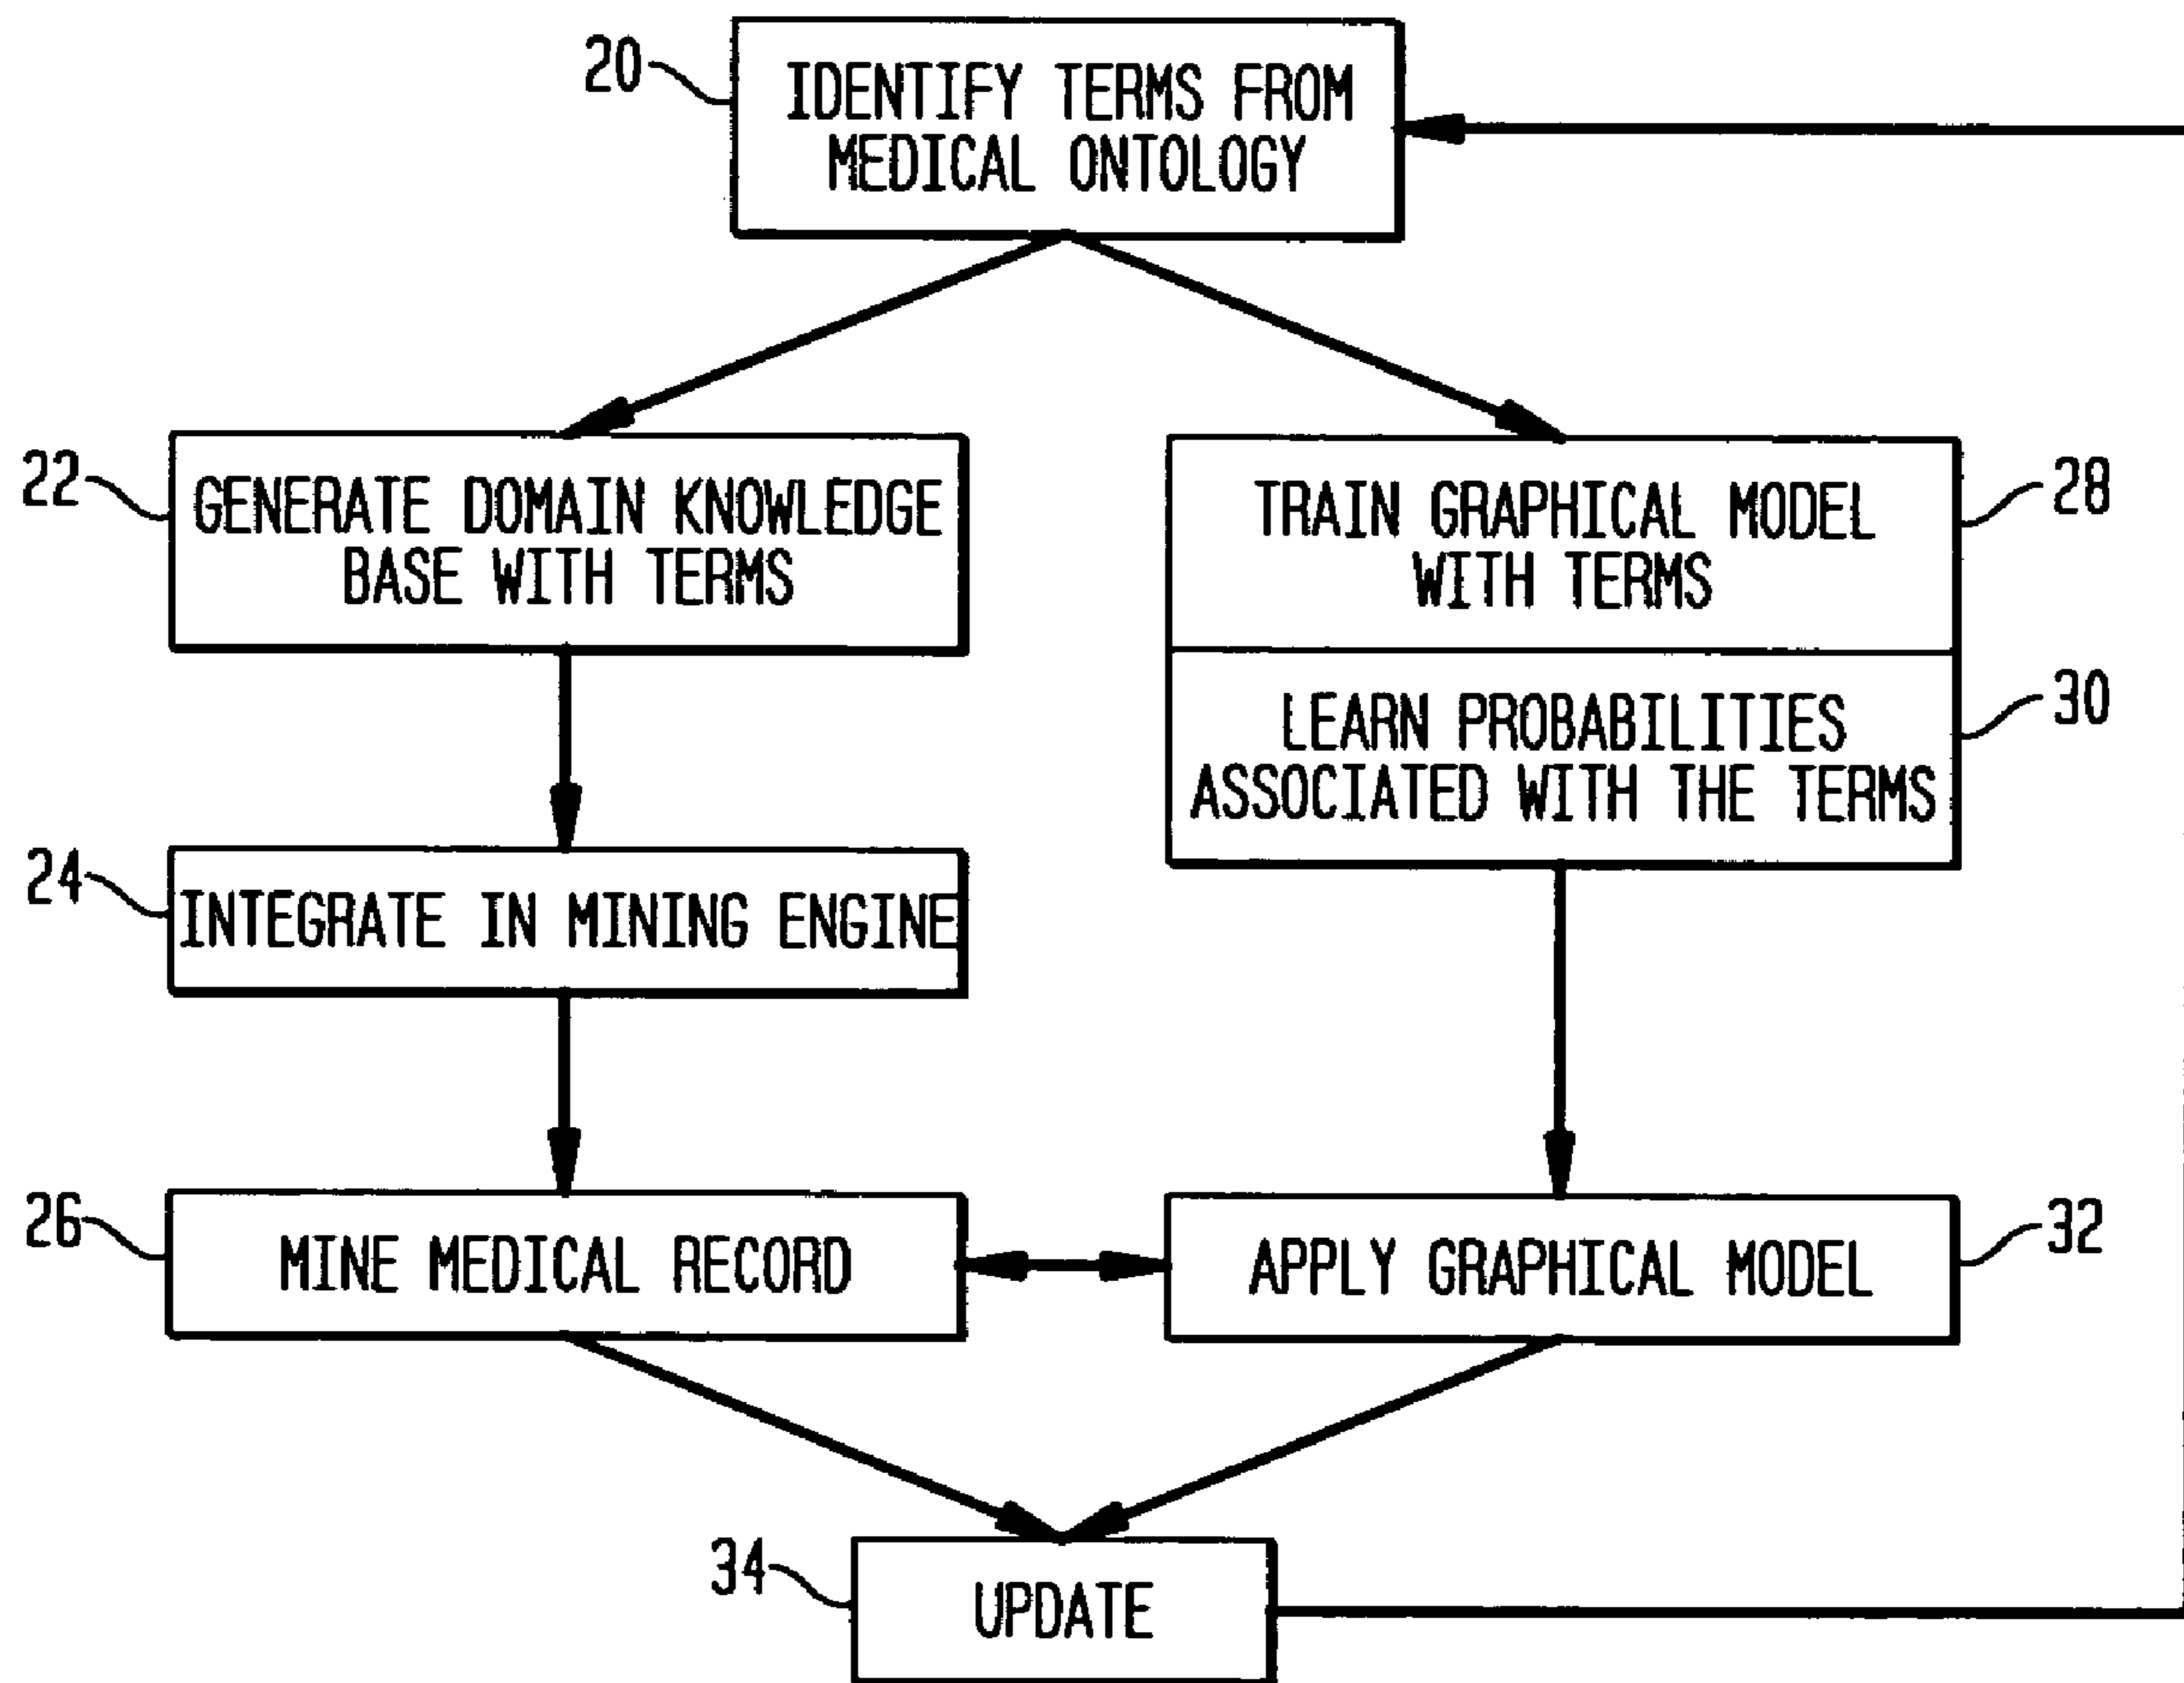 20
IDENTIFY TERMS FROM
MEDICAL ONTOLOGY
22
GENERATE DOMAIN KNOWLEDGE
BASE WITH TERMS
TRAIN GRAPHICAL MODEL
WITH TERMS
28
LEARN PROBABILITIES
ASSOCIATED WITH THE TERMS
30
24
INTEGRATE IN MINING ENGINE
26
MINE MEDICAL RECORD
APPLY GRAPHICAL MODEL
32
34
UPDATE